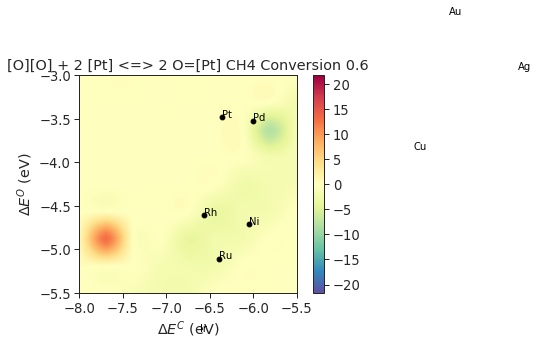 Au
Ag
Cu
[O][O] + 2 [Pt] <=> 2 O=[Pt] CH4 Conversion 0.6
−3.0
−3.5
−4.0
−4.5
−5.0
−5.5
ΔE^O (eV)
Pt
Pd
Rh
Ni
Ru
−8.0 −7.5 −7.0 −6.5 −6.0 −5.5
ΔE^C (eV)
Ir
20
15
10
5
0
−5
−10
−15
−20